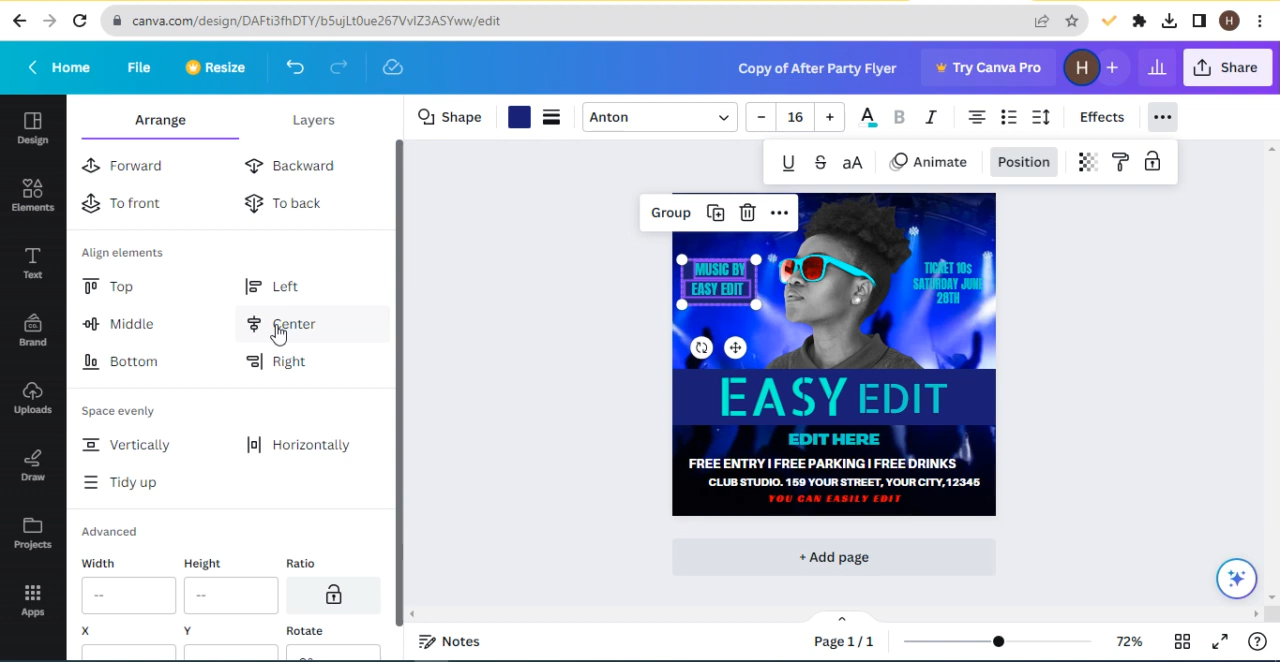 canva.com/design/DAFti3fhDTY/b5ujLt0ue267VvIZ3ASYww/edit
H
Home
File
Resize
Copy of After Party Flyer
Try Canva Pro
H
+
Share
Design
Elements
Text
Brand
Uploads
Draw
Projects
Apps
Arrange
Layers
Forward
Backward
To front
To back
Align elements
Top
Left
Middle
Center
Bottom
Right
Space evenly
Vertically
Horizontally
Tidy up
Advanced
Width
Height
Ratio
--
--
X
Y
Rotate
Shape
Anton
– 16 +
A
B
I
Effects
...
U
S
aA
Animate
Position
Group
...
MUSIC BY
EASY EDIT
TICKET 10s
SATURDAY JUNE
28TH
EASY EDIT
EDIT HERE
FREE ENTRY I FREE PARKING I FREE DRINKS
CLUB STUDIO. 159 YOUR STREET, YOUR CITY,12345
YOU CAN EASILY EDIT
+ Add page
Notes
Page 1 / 1
72%
?